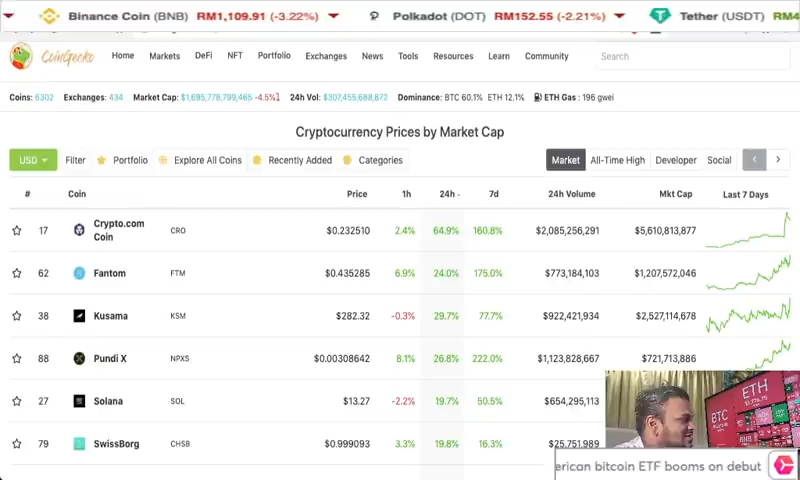 Binance Coin (BNB) RM1,109.91 (-3.22%) Polkadot (DOT) RM152.55 (-2.21%) Tether (USDT) RM4
CoinGecko Home Markets DeFi NFT Portfolio Exchanges News Tools Resources Learn Community Search
Coins: 6302 Exchanges: 434 Market Cap: $1,695,778,799,465 -4.5% 24h Vol: $307,455,688,872 Dominance: BTC 60.1% ETH 12.1% ETH Gas: 196 gwei
Cryptocurrency Prices by Market Cap
USD Filter Portfolio Explore All Coins Recently Added Categories Market All-Time High Developer Social
# Coin Price 1h 24h 7d 24h Volume Mkt Cap Last 7 Days
17 Crypto.com Coin CRO $0.232510 2.4% 64.9% 160.8% $2,085,256,291 $5,610,813,877
62 Fantom FTM $0.435285 6.9% 24.0% 175.0% $773,184,103 $1,207,572,046
38 Kusama KSM $282.32 -0.3% 29.7% 77.7% $922,421,934 $2,527,114,678
88 Pundi X NPXS $0.00308642 8.1% 26.8% 222.0% $1,123,828,667 $721,713,886
27 Solana SOL $13.27 -2.2% 19.7% 50.5% $654,295,113
79 SwissBorg CHSB $0.999093 3.3% 19.8% 16.3% $25,751,989
BTC ETH
BNB
erican bitcoin ETF booms on debut